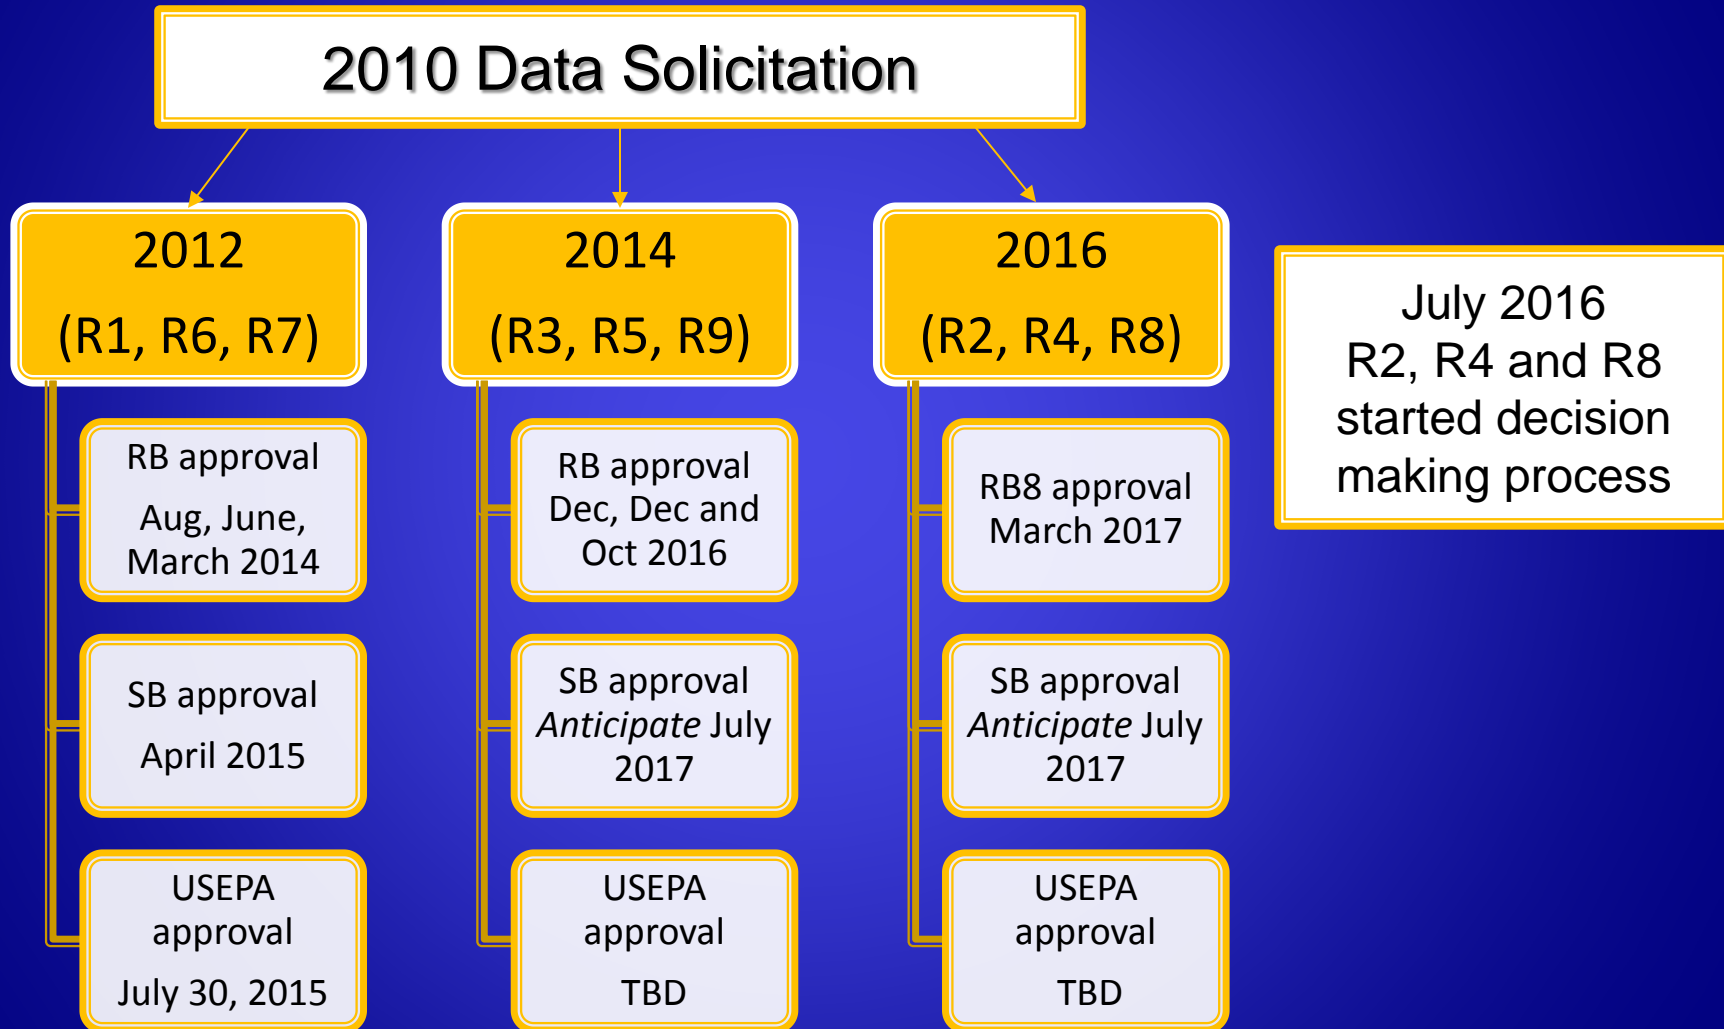 2010 Data Solicitation
2012
(R1, R6, R7)
RB approval
Aug, June,
March 2014
SB approval
April 2015
USEPA
approval
July 30, 2015
2014
(R3, R5, R9)
RB approval
Dec, Dec and
Oct 2016
SB approval
Anticipate July
2017
USEPA
approval
TBD
2016
(R2, R4, R8)
RB8 approval
March 2017
SB approval
Anticipate July
2017
USEPA
approval
TBD
July 2016
R2, R4 and R8
started decision
making process